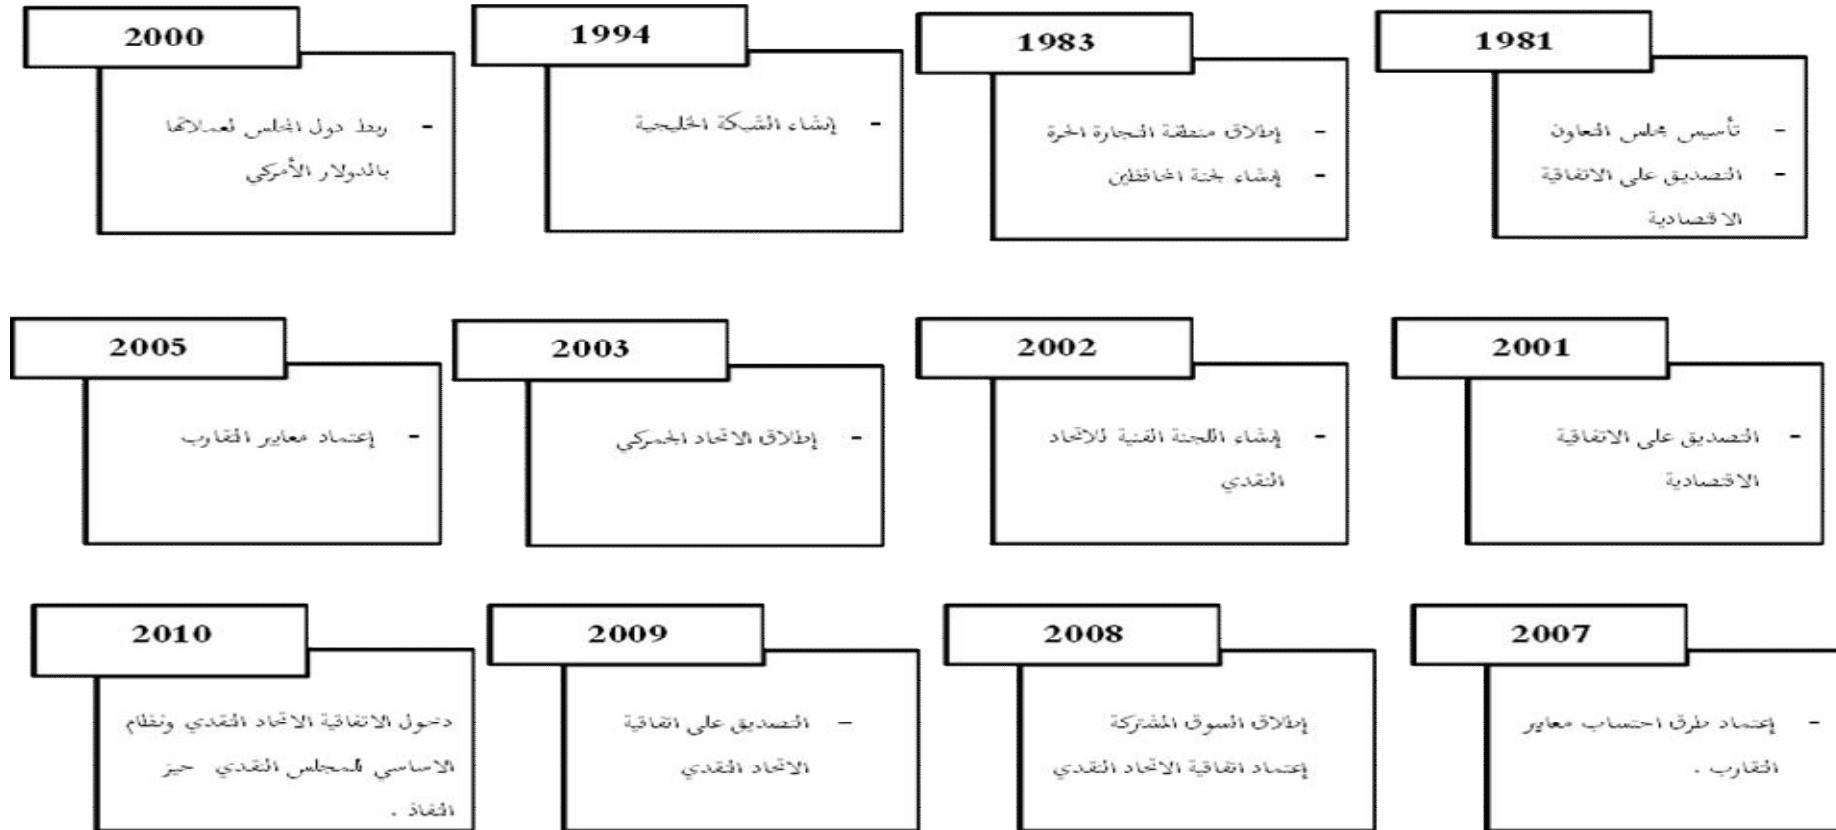 1981
- تأسيس مجلس التعاون
- التصديق على الاتفاقية
الاقتصادية
1983
- إطلاق منطقة التجارة الحرة
- إنشاء لجنة المحافظين
1994
- إنشاء الشبكة الخليجية
2000
- ربط دول المجلس لعملاتها
بالدولار الأمركي
2001
- التصديق على الاتفاقية
الاقتصادية
2002
- إنشاء اللجنة الفنية للاتحاد
النقدي
2003
- إطلاق الاتحاد الجمركي
2005
- إعتماد معايير التقارب
2007
- إعتماد طرق احتساب معايير
التقارب .
2008
إطلاق السوق المشتركة
إعتماد اتفاقية الاتحاد النقدي
2009
– التصديق على اتفاقية
الاتحاد النقدي
2010
دخول الاتفاقية الاتحاد النقدي ونظام
الاساسي للمجلس النقدي حيز
النفاذ .